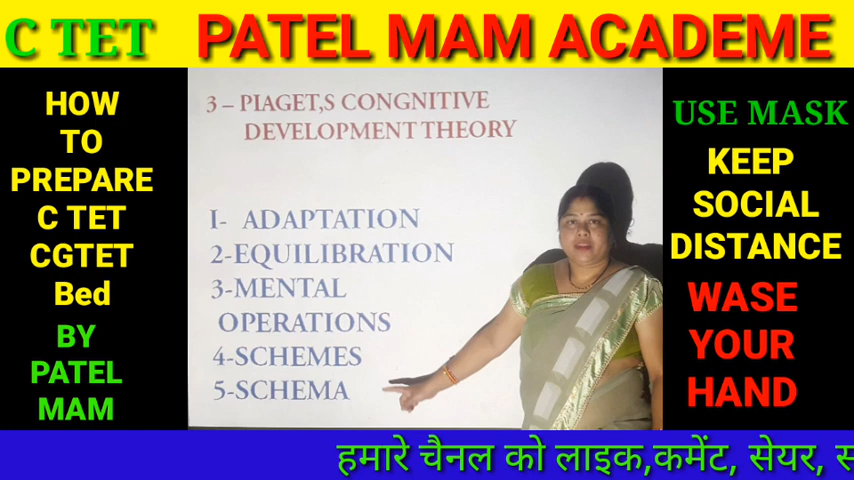 C TET PATEL MAM ACADEME
HOW
TO
PREPARE
C TET
CGTET
Bed
BY
PATEL
MAM
3 – PIAGET,S CONGNITIVE
DEVELOPMENT THEORY
1- ADAPTATION
2-EQUILIBRATION
3-MENTAL
OPERATIONS
4-SCHEMES
5-SCHEMA
USE MASK
KEEP
SOCIAL
DISTANCE
WASE
YOUR
HAND
हमारे चैनल को लाइक,कमेंट, सेयर,